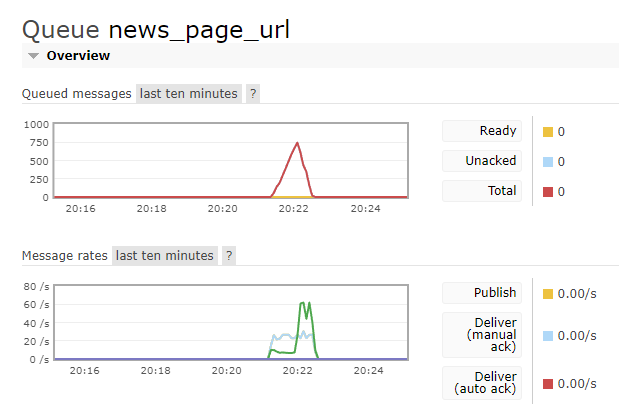 Queue news_page_url
Overview
Queued messages last ten minutes ?
1000
750
500
250
0
20:16 20:18 20:20 20:22 20:24
Ready 0
Unacked 0
Total 0
Message rates last ten minutes ?
80 /s
60 /s
40 /s
20 /s
0 /s
20:16 20:18 20:20 20:22 20:24
Publish 0.00/s
Deliver
(manual 0.00/s
ack)
Deliver
(auto ack) 0.00/s